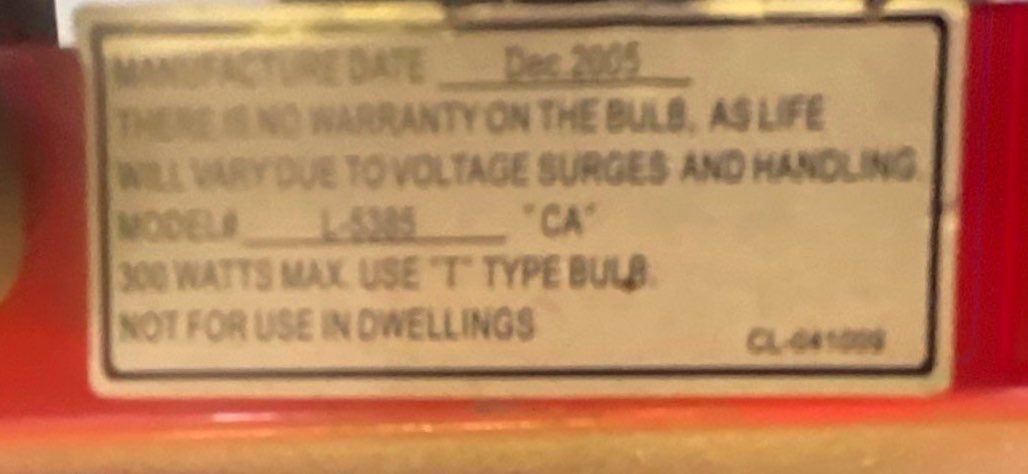 MANUFACTURE DATE Dec 2005
THERE IS NO WARRANTY ON THE BULB, AS LIFE
WILL VARY DUE TO VOLTAGE SURGES AND HANDLING.
MODEL# L-5385 "CA"
300 WATTS MAX. USE "T" TYPE BULB.
NOT FOR USE IN DWELLINGS